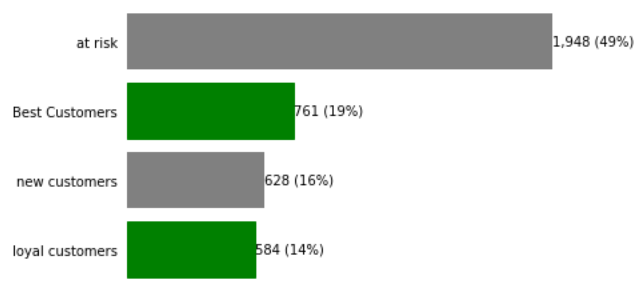 at risk 1,948 (49%)
Best Customers 761 (19%)
new customers 628 (16%)
loyal customers 584 (14%)